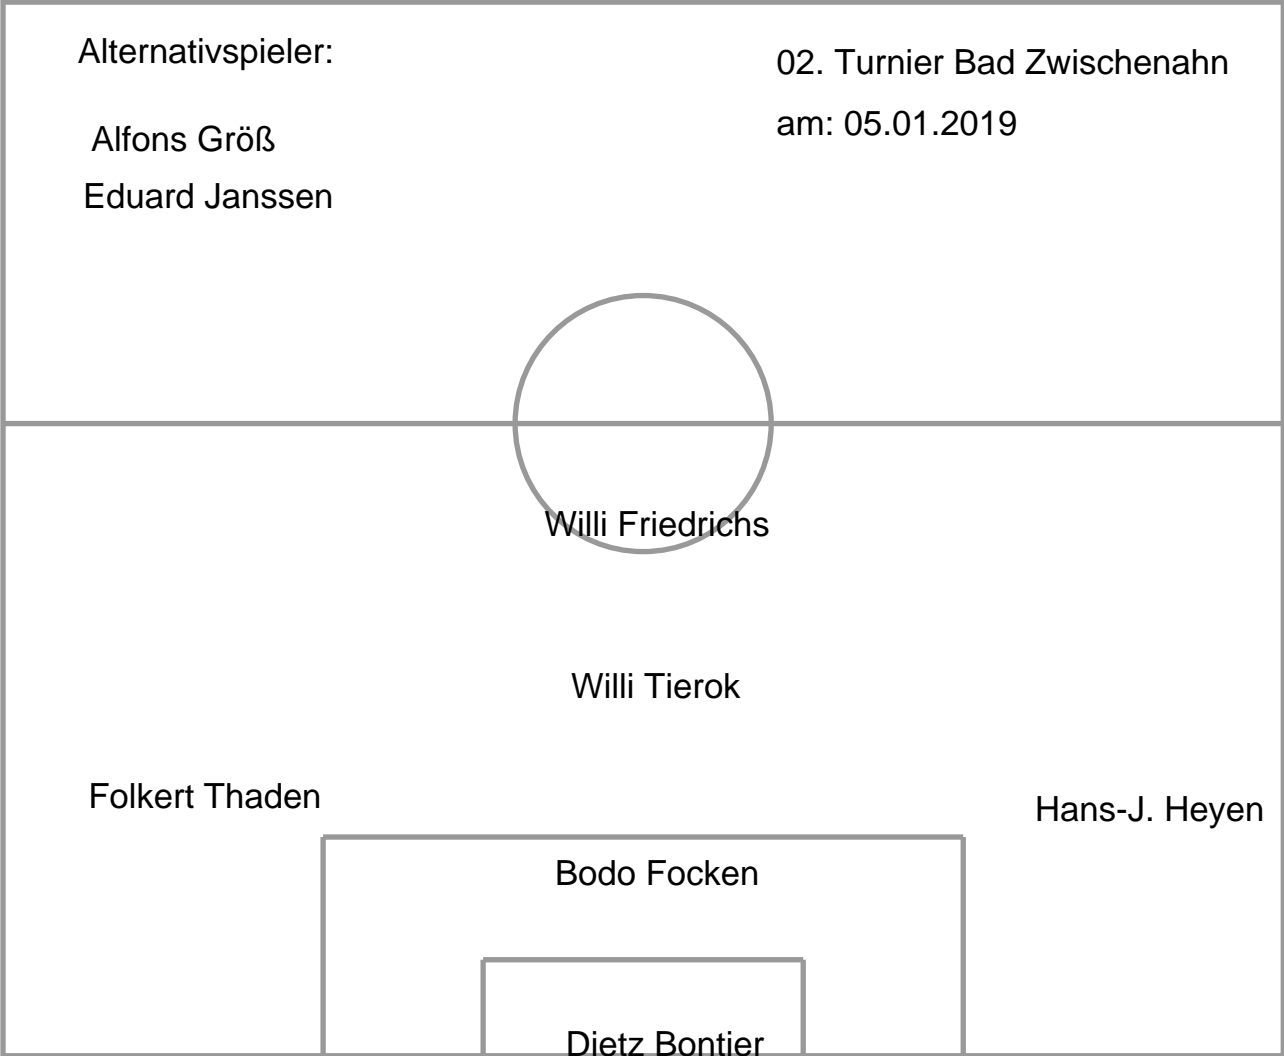 Alternativspieler:
02. Turnier Bad Zwischenahn
am: 05.01.2019
Alfons Größ
Eduard Janssen
Willi Friedrichs
Willi Tierok
Folkert Thaden
Hans-J. Heyen
Bodo Focken
Dietz Bontier